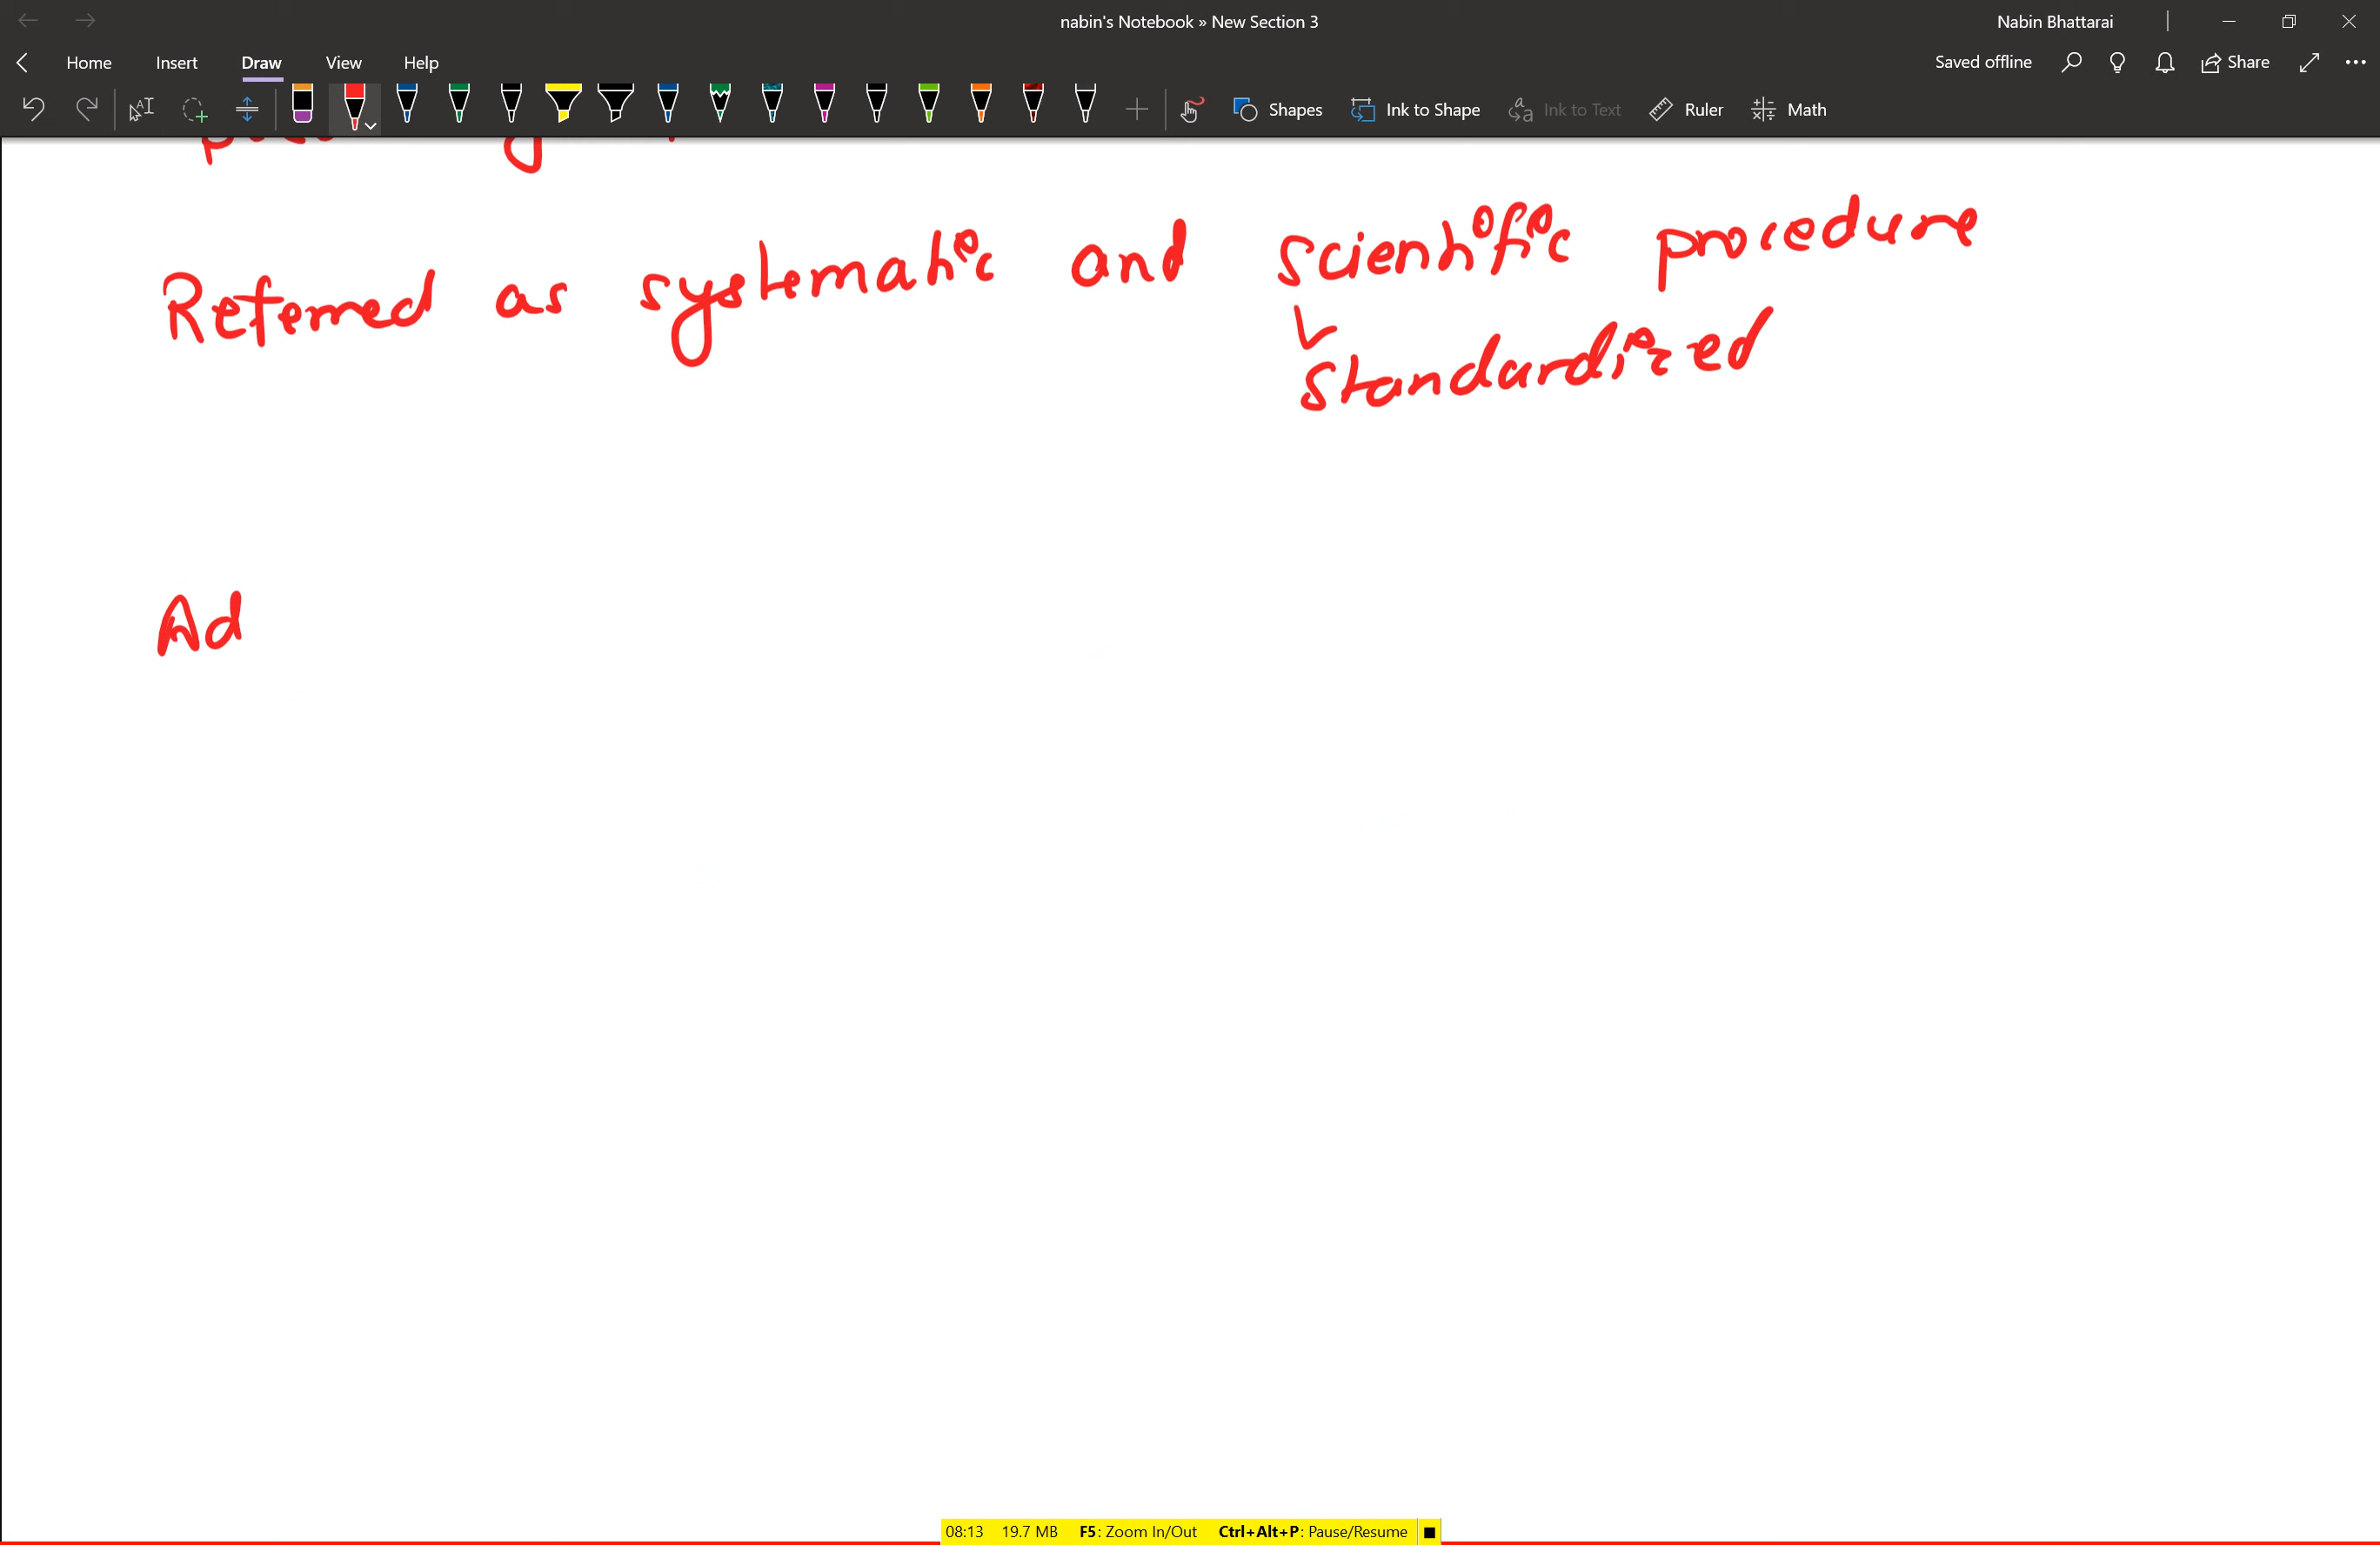 nabin's Notebook » New Section 3
Nabin Bhattarai
Home Insert Draw View Help
Saved offline Share
Shapes Ink to Shape Ink to Text Ruler Math
Referred as systematic and scientific procedure
Standardized
Ad
08:13 19.7 MB F5: Zoom In/Out Ctrl+Alt+P: Pause/Resume